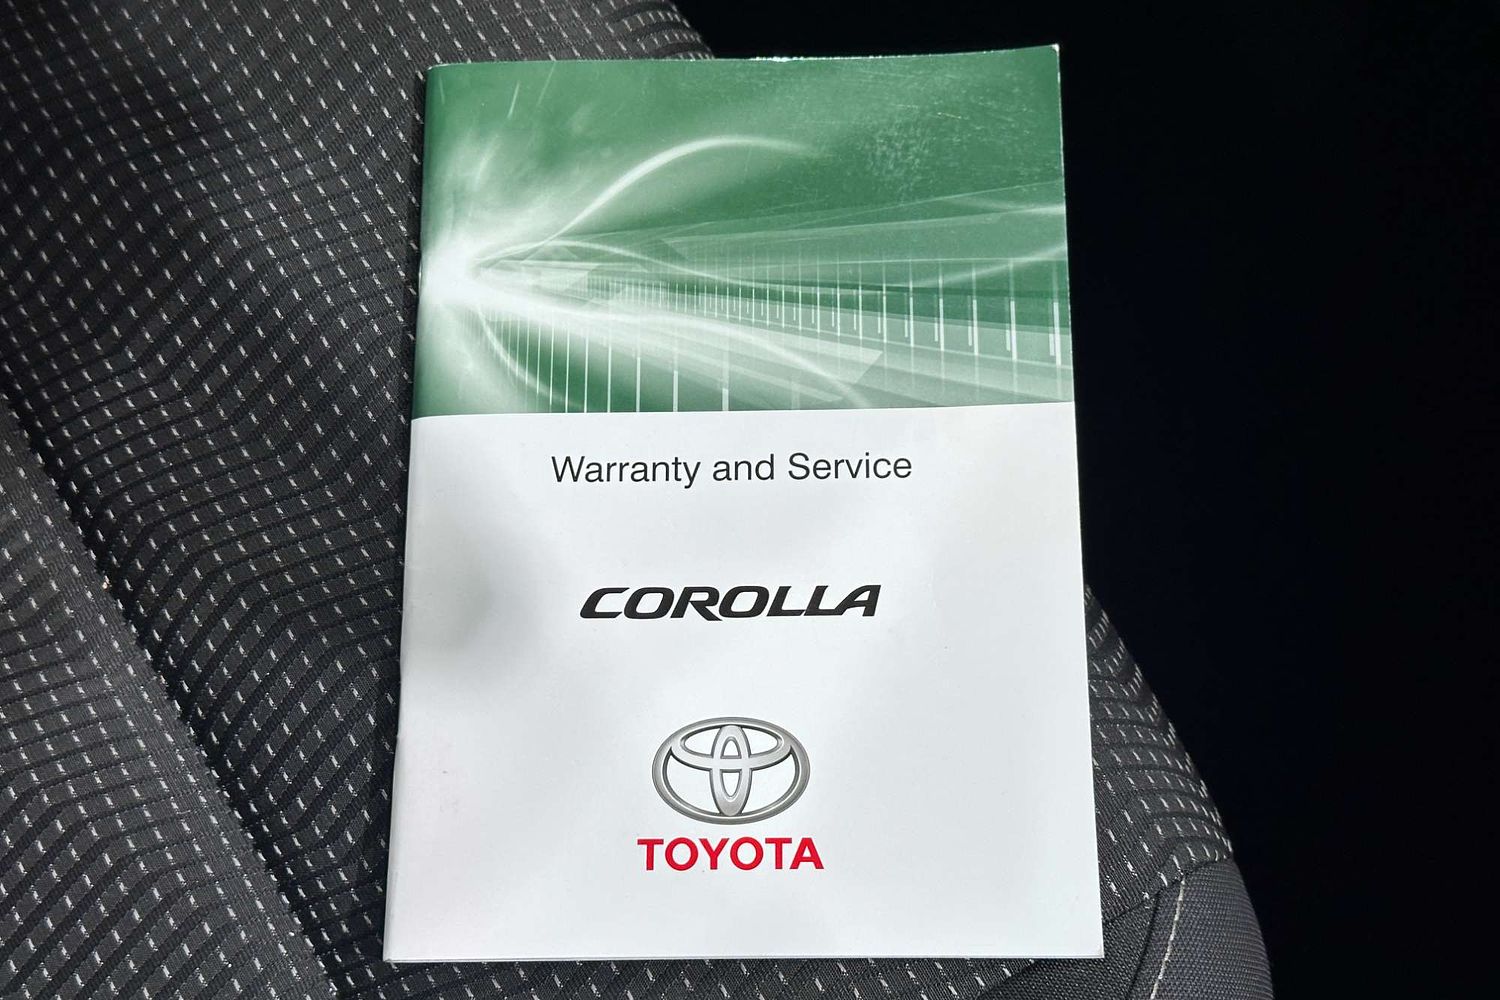 Warranty and Service
COROLLA
TOYOTA